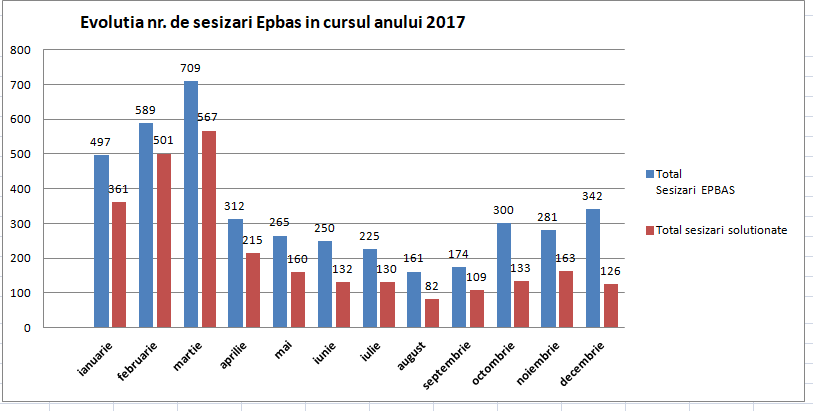 Evolutia nr. de sesizari Epbas in cursul anului 2017
800
700
600
500
400
300
200
100
0
497
361
589
501
709
567
312
215
265
160
250
132
225
130
161
82
174
109
300
133
281
163
342
126
ianuarie
februarie
martie
aprilie
mai
iunie
iulie
august
septembrie
octombrie
noiembrie
decembrie
Total
Sesizari EPBAS
Total sesizari solutionate